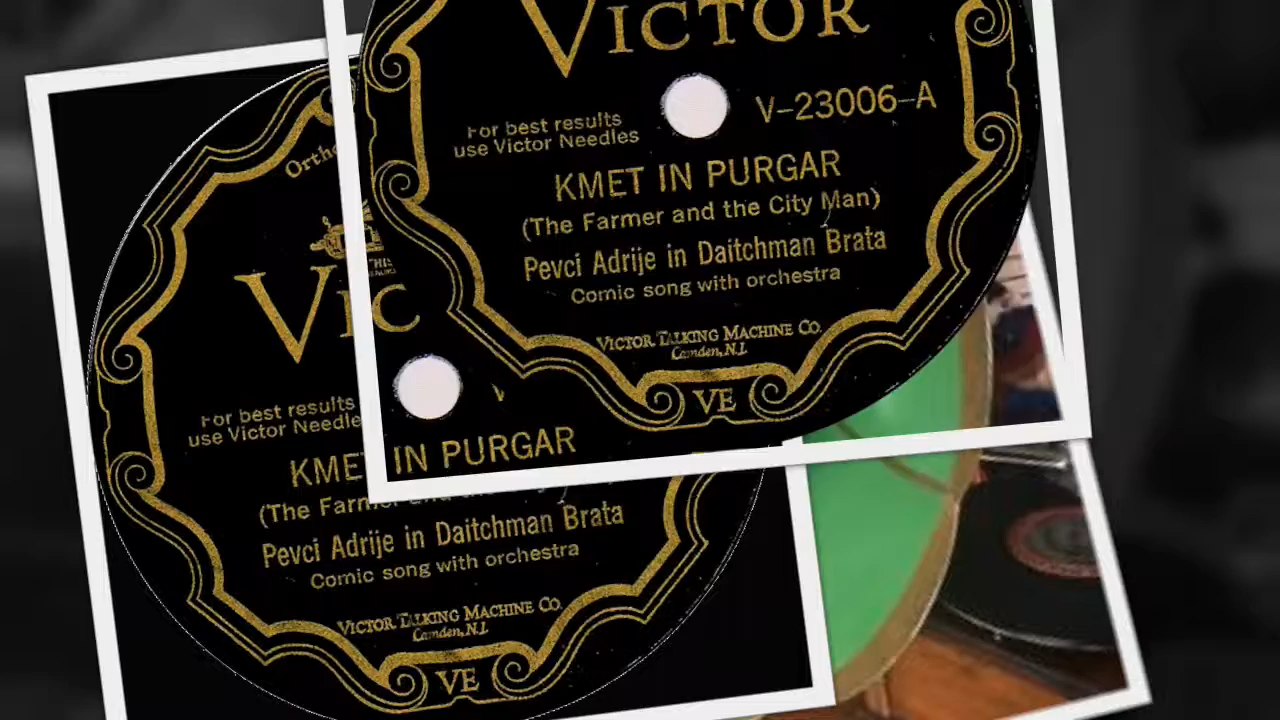 VICTOR
V-23006-A
For best results
use Victor Needles
KMET IN PURGAR
(The Farmer and the City Man)
Pevci Adrije in Daitchman Brata
Comic song with orchestra
VICTOR TALKING MACHINE CO.
Camden, N.J.
VE
Ortho
VIC
For best results
use Victor Needle
KMET IN PURGAR
(The Farm
Pevci Adrije in Daitchman Brata
Comic song with orchestra
VICTOR TALKING MACHINE CO.
Camden, N.J.
VE